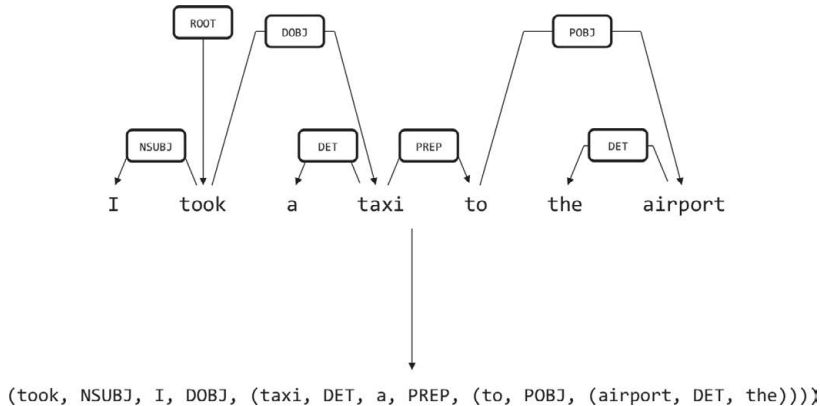 ROOT
DOBJ
POBJ
NSUBJ
DET
PREP
DET
I took a taxi to the airport
(took, NSUBJ, I, DOBJ, (taxi, DET, a, PREP, (to, POBJ, (airport, DET, the))))